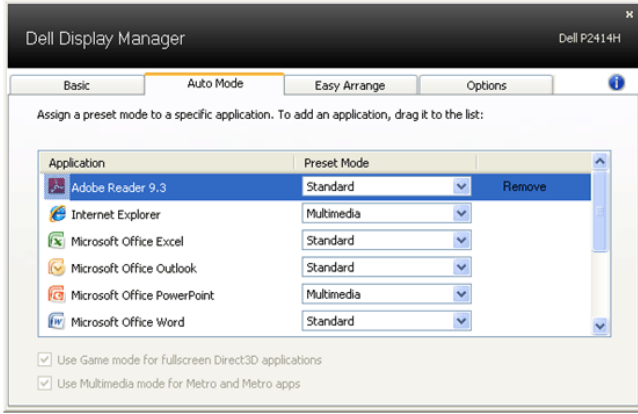 Dell Display Manager
Dell P2414H
Basic
Auto Mode
Easy Arrange
Options
Assign a preset mode to a specific application. To add an application, drag it to the list:
Application Preset Mode
Adobe Reader 9.3 Standard Remove
Internet Explorer Multimedia
Microsoft Office Excel Standard
Microsoft Office Outlook Standard
Microsoft Office PowerPoint Multimedia
Microsoft Office Word Standard
Use Game mode for fullscreen Direct3D applications
Use Multimedia mode for Metro and Metro apps